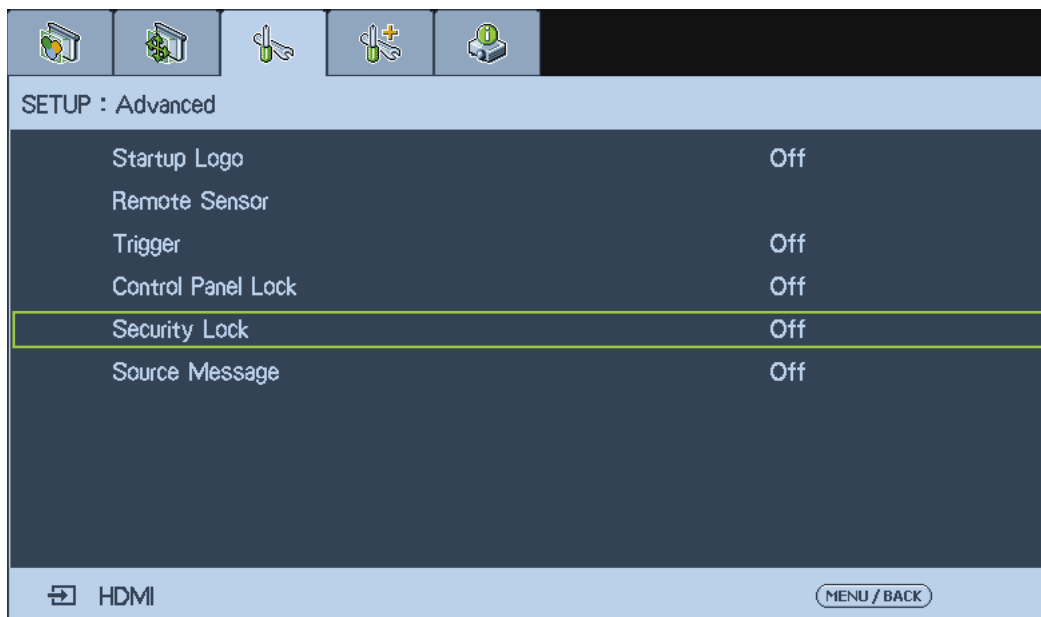 SETUP : Advanced
Startup Logo Off
Remote Sensor
Trigger Off
Control Panel Lock Off
Security Lock Off
Source Message Off
HDMI MENU / BACK